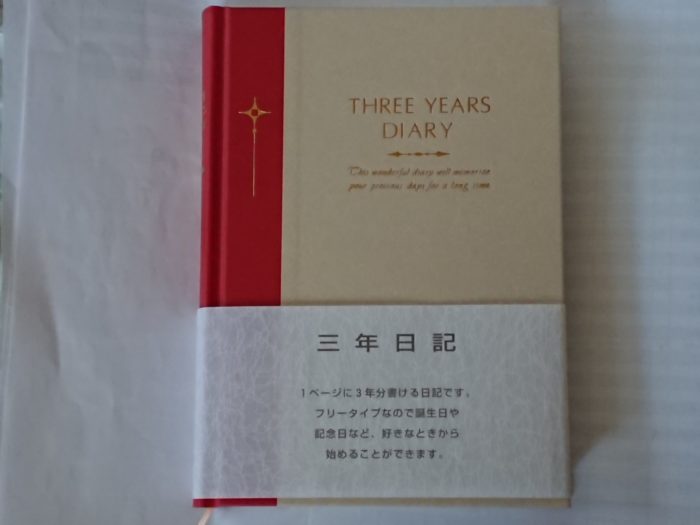 THREE YEARS
DIARY
This wonderful diary well memorize
your precious days for a long time
三年日記
1ページに3年分書ける日記です。
フリータイプなので誕生日や
記念日など、好きなときから
始めることができます。